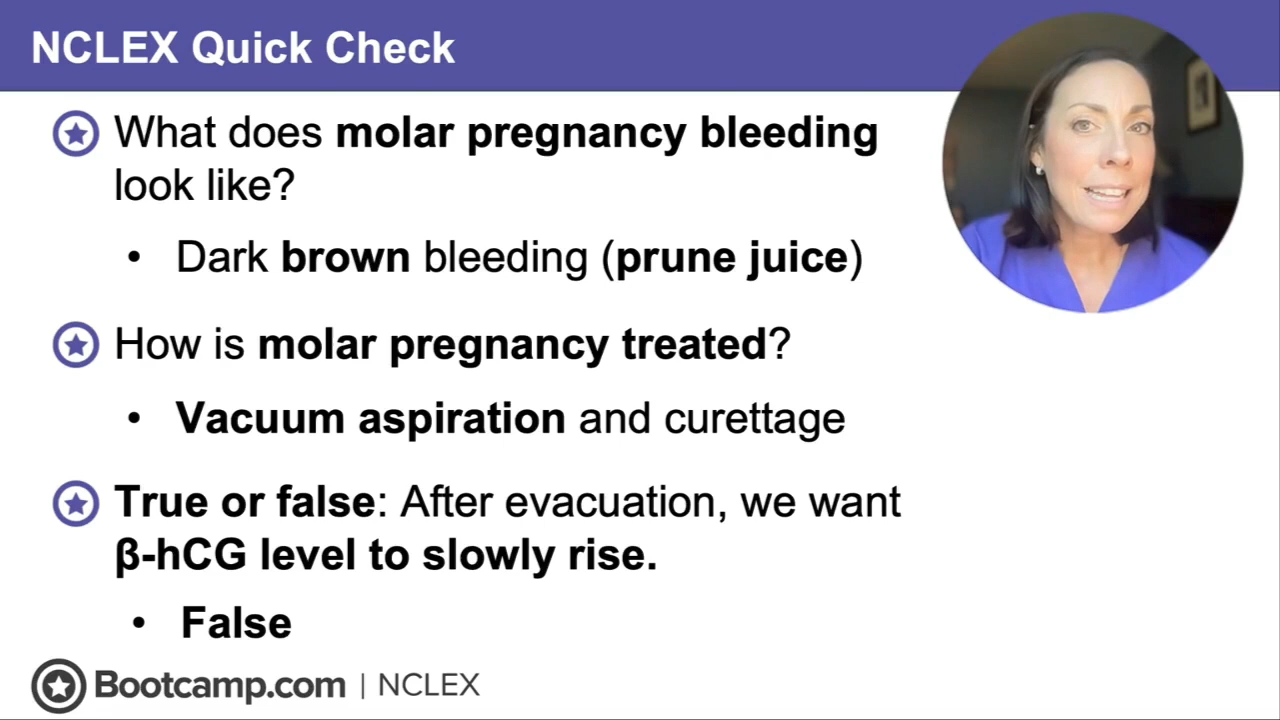 NCLEX Quick Check
What does molar pregnancy bleeding
look like?
• Dark brown bleeding (prune juice)
How is molar pregnancy treated?
• Vacuum aspiration and curettage
True or false: After evacuation, we want
β-hCG level to slowly rise.
• False
Bootcamp.com | NCLEX